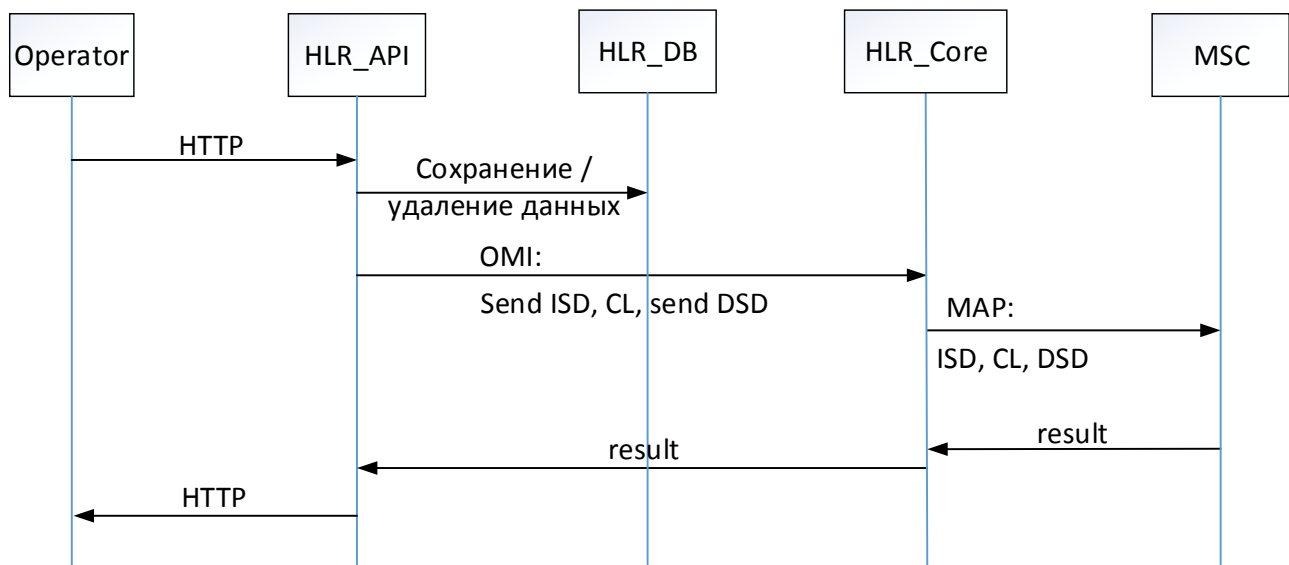 Operator
HLR_API
HLR_DB
HLR_Core
MSC
HTTP
Сохранение /
удаление данных
OMI:
Send ISD, CL, send DSD
MAP:
ISD, CL, DSD
result
result
HTTP